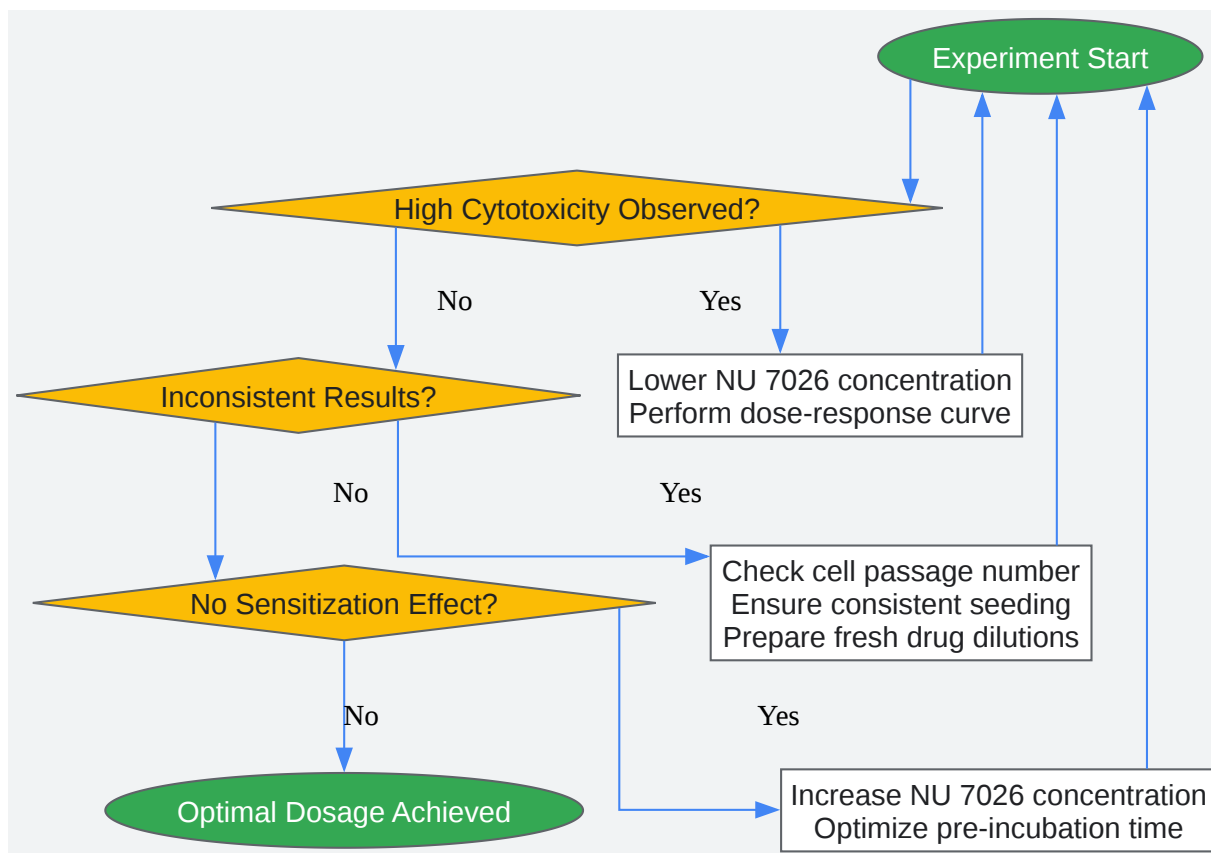 Experiment Start
High Cytotoxicity Observed?
No
Yes
Lower NU 7026 concentration
Perform dose-response curve
Inconsistent Results?
No
Yes
Check cell passage number
Ensure consistent seeding
Prepare fresh drug dilutions
No Sensitization Effect?
No
Yes
Increase NU 7026 concentration
Optimize pre-incubation time
Optimal Dosage Achieved